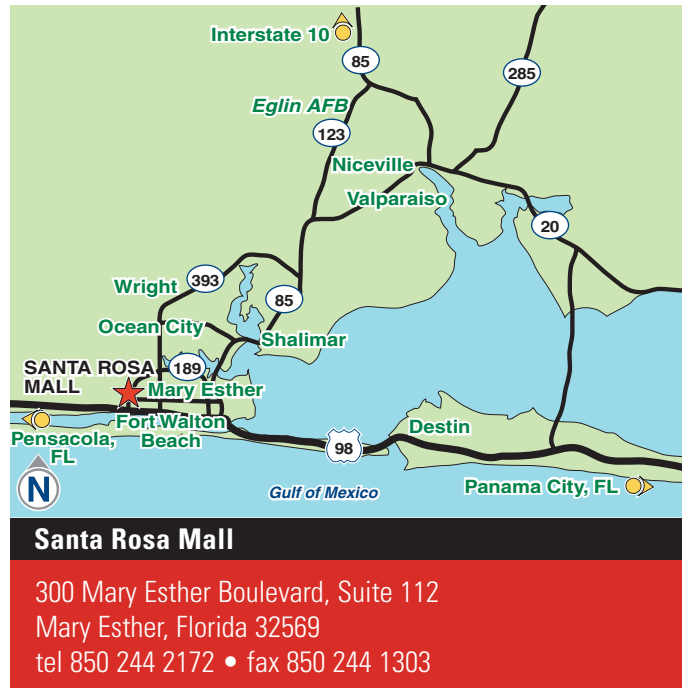 Interstate 10
85
285
Eglin AFB
123
Niceville
Valparaiso
20
393
Wright
85
Ocean City
Shalimar
SANTA ROSA
MALL
189
Mary Esther
Fort Walton
Beach
Destin
Pensacola,
FL
98
N
Gulf of Mexico
Panama City, FL
Santa Rosa Mall
300 Mary Esther Boulevard, Suite 112
Mary Esther, Florida 32569
tel 850 244 2172 • fax 850 244 1303